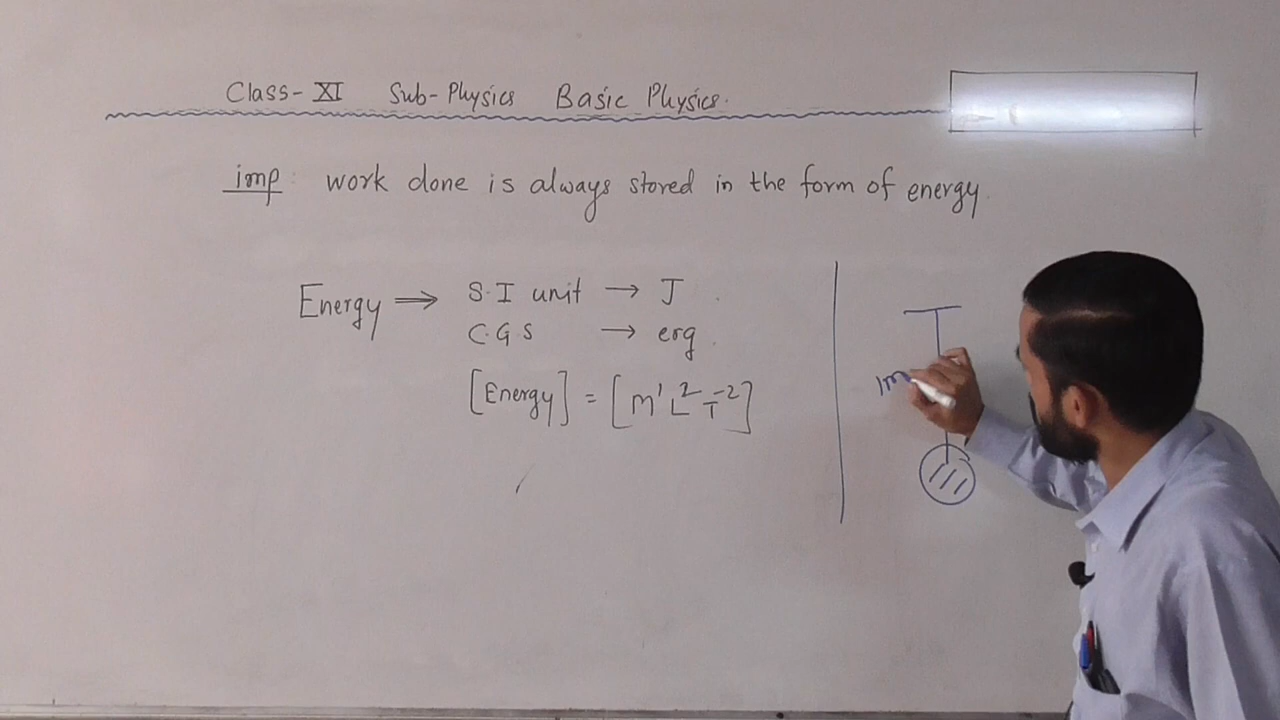 Class-XI Sub-Physics Basic Physics.
imp: work done is always stored in the form of energy.
Energy ⟹ S.I unit → J
C.G.S → erg
[Energy] = [M¹L²T⁻²]
1m